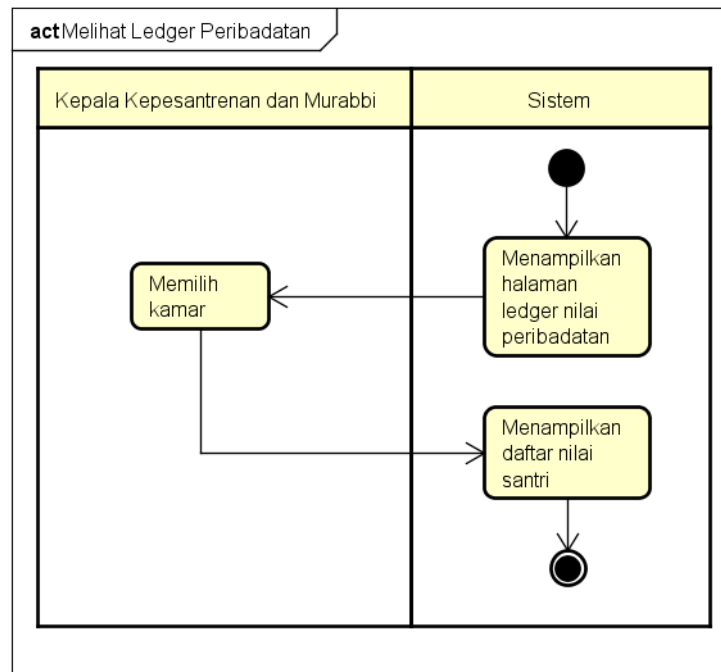 act Melihat Ledger Peribadatan
Kepala Kepesantrenan dan Murabbi
Sistem
Menampilkan
halaman
ledger nilai
peribadatan
Memilih
kamar
Menampilkan
daftar nilai
santri